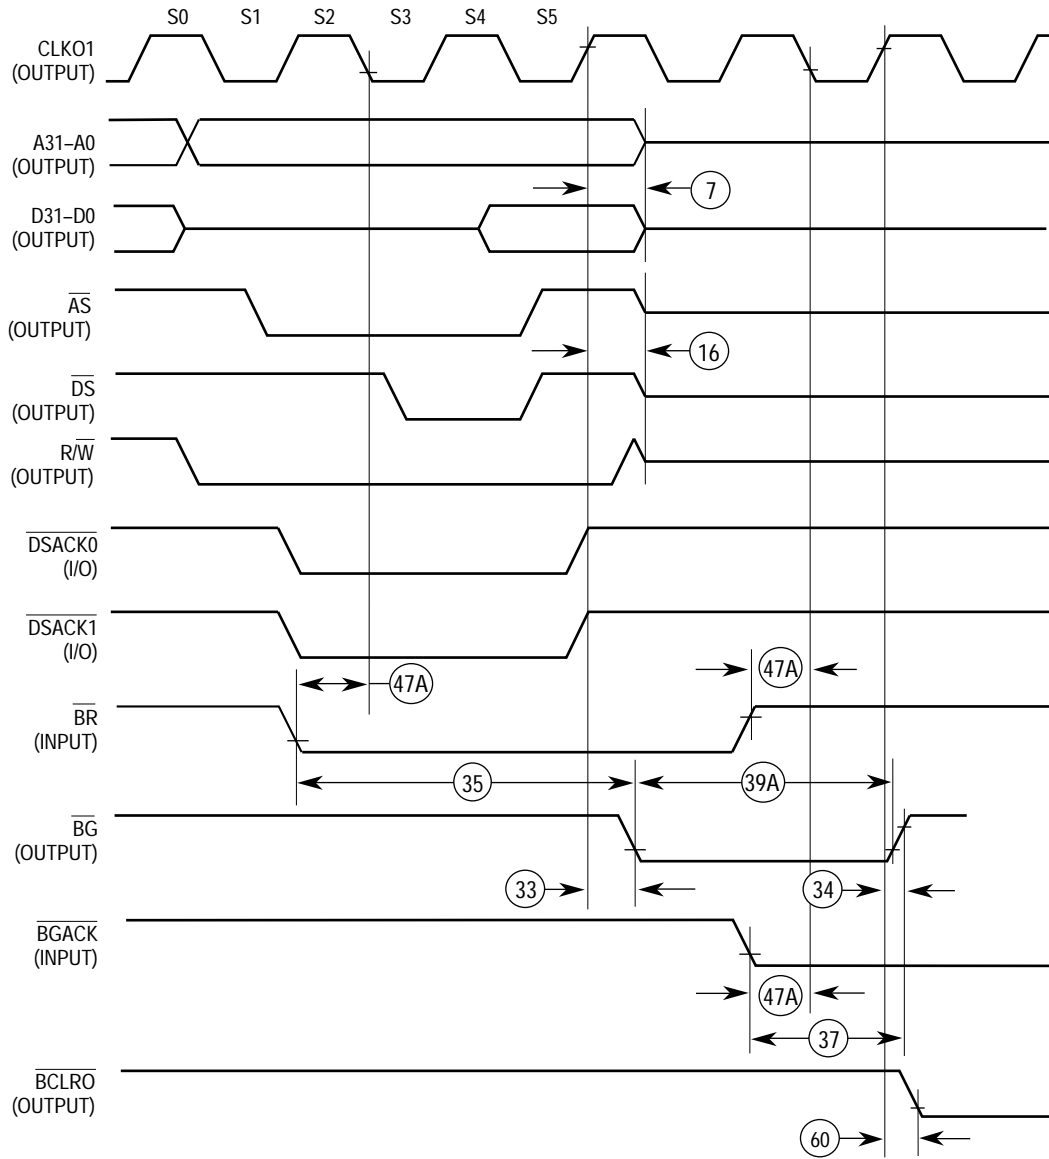 S0 S1 S2 S3 S4 S5
CLKO1
(OUTPUT)
A31–A0
(OUTPUT)
7
D31–D0
(OUTPUT)
AS
(OUTPUT)
16
DS
(OUTPUT)
R/W
(OUTPUT)
DSACK0
(I/O)
DSACK1
(I/O)
47A
47A
BR
(INPUT)
35
39A
BG
(OUTPUT)
33
34
BGACK
(INPUT)
47A
37
BCLRO
(OUTPUT)
60